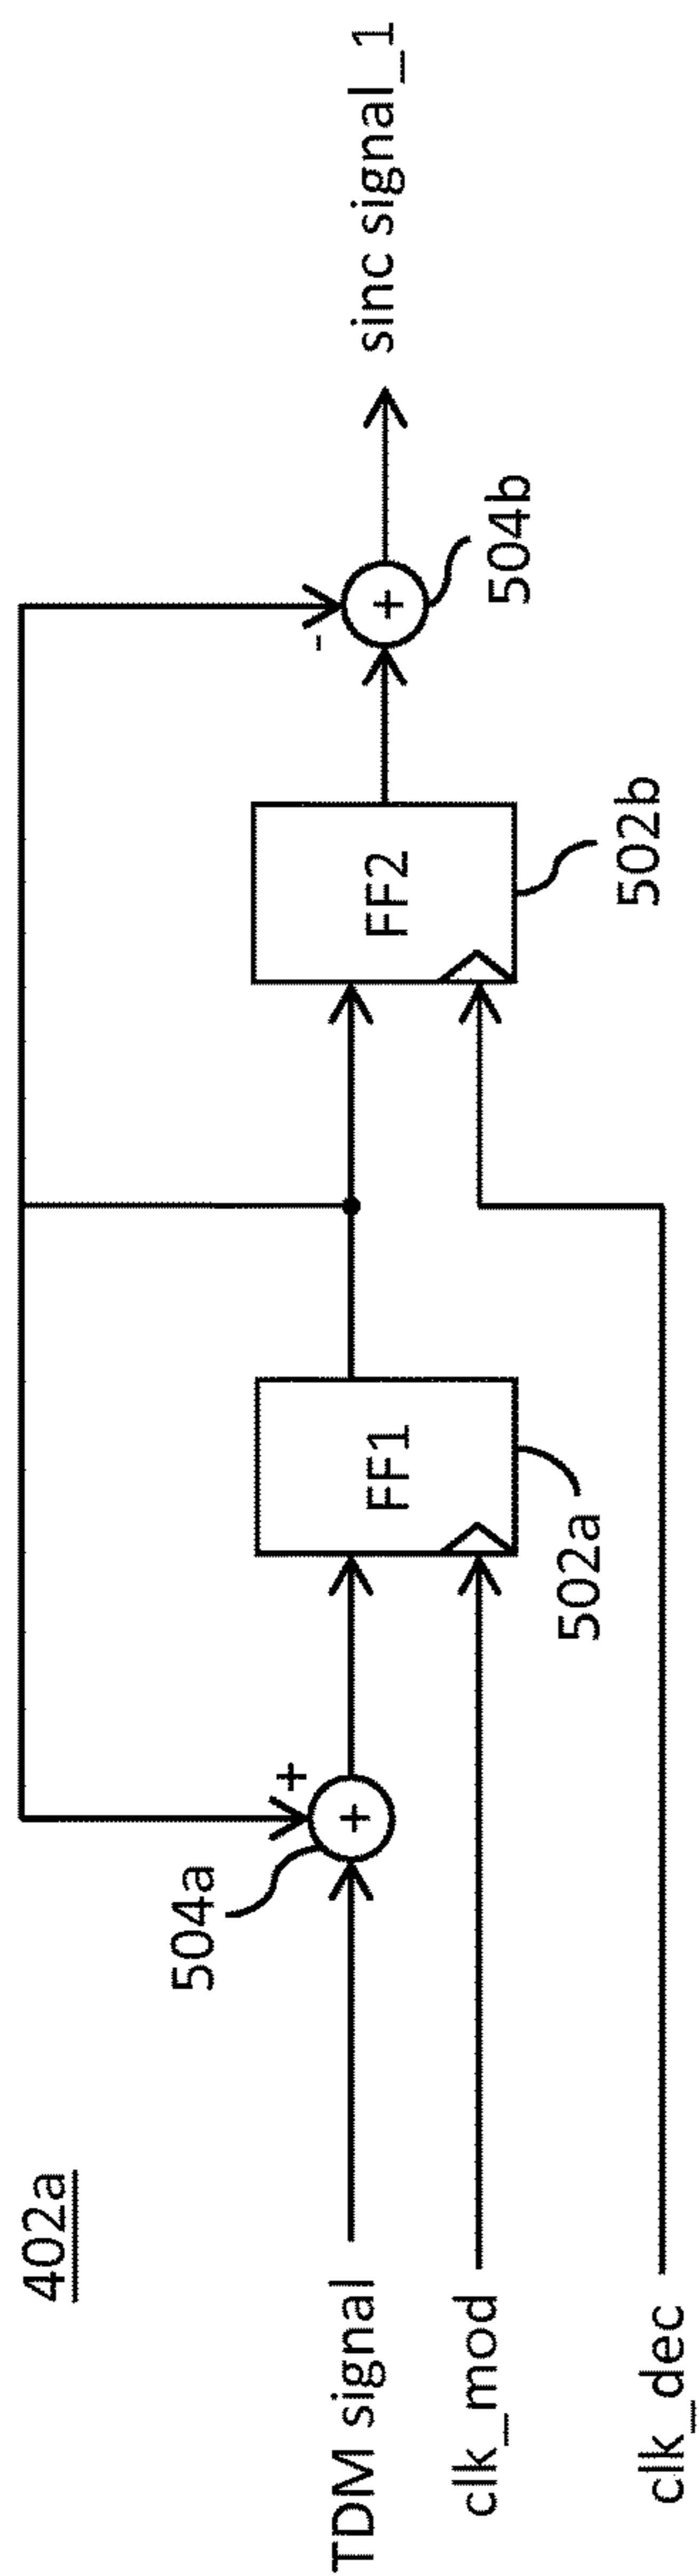 402a
504a
+
+
TDM signal
clk_mod
clk_dec
FF1
502a
FF2
502b
-
+
504b
sinc signal_1